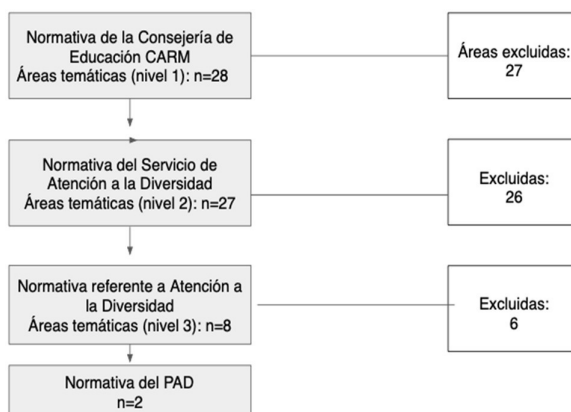 Normativa de la Consejería de
Educación CARM
Áreas temáticas (nivel 1): n=28
Áreas excluidas:
27
Normativa del Servicio de
Atención a la Diversidad
Áreas temáticas (nivel 2): n=27
Excluidas:
26
Normativa referente a Atención a
la Diversidad
Áreas temáticas (nivel 3): n=8
Excluidas:
6
Normativa del PAD
n=2